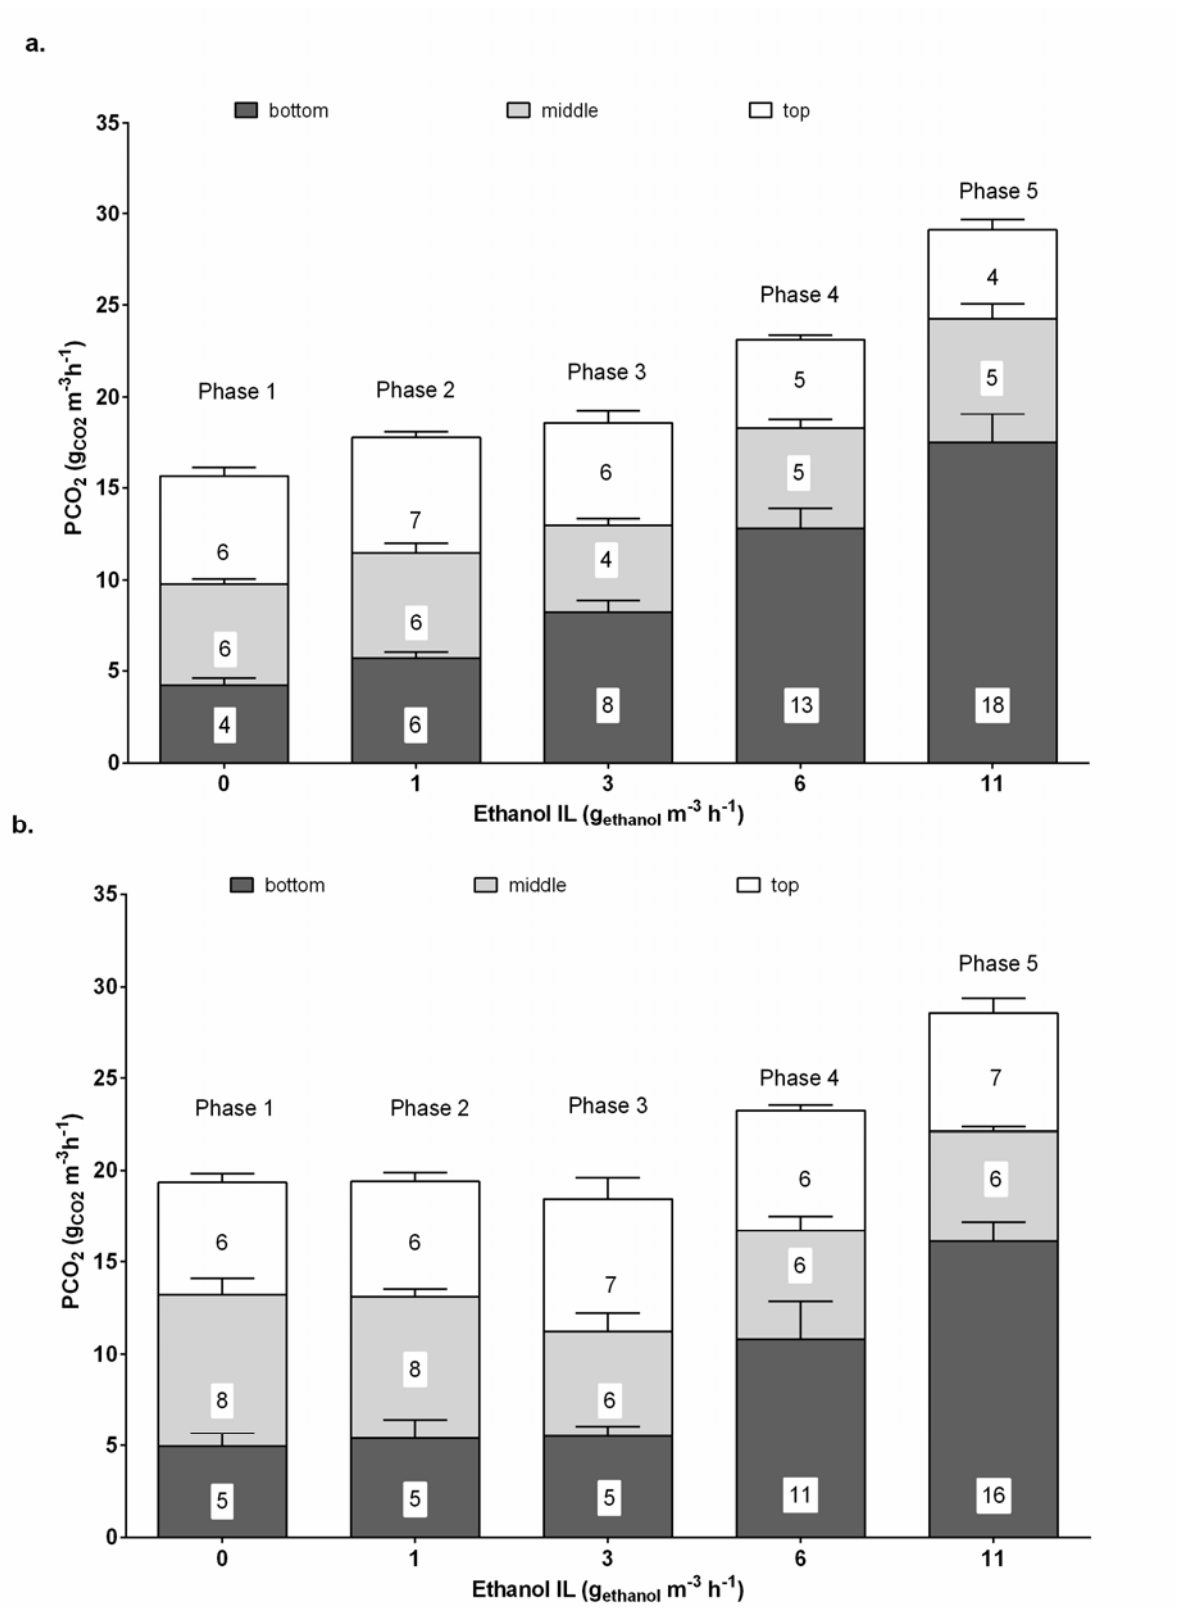 a.
bottom middle top
35
Phase 5
30
4
Phase 4
25
5
5
Phase 3
Phase 2
Phase 1
20
6
5
PCO2 (gCO2 m-3h-1)
15
7
6
4
10
6
6
5
8
13
18
4
6
0
0 1 3 6 11
Ethanol IL (gethanol m-3 h-1)
b.
bottom middle top
35
Phase 5
30
7
Phase 4
25
Phase 1
Phase 2
Phase 3
20
6
6
6
6
PCO2 (gCO2 m-3h-1)
15
7
6
10
8
8
6
5
5
5
5
11
16
0
0 1 3 6 11
Ethanol IL (gethanol m-3 h-1)